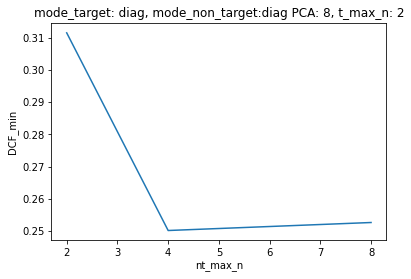 mode_target: diag, mode_non_target:diag PCA: 8, t_max_n: 2
0.31
0.30
0.29
0.28
0.27
0.26
0.25
DCF_min
2 3 4 5 6 7 8
nt_max_n